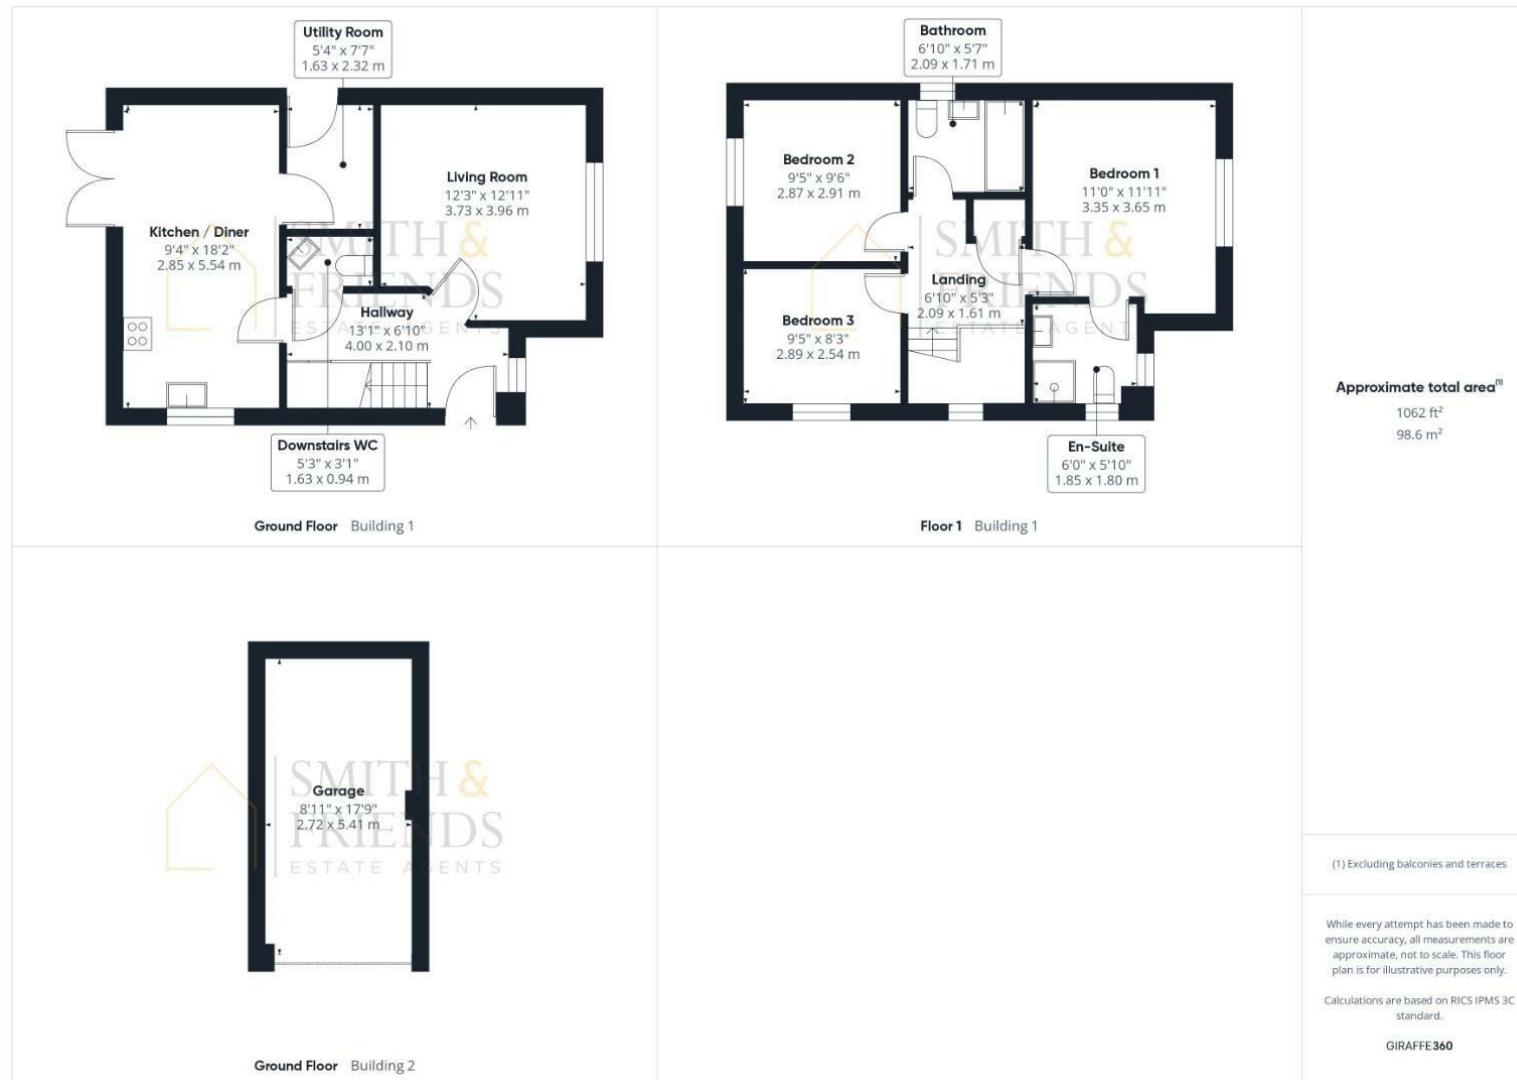 Utility Room
5'4" x 7'7"
1.63 x 2.32 m
Living Room
12'3" x 12'11"
3.73 x 3.96 m
Kitchen / Diner
9'4" x 18'2"
2.85 x 5.54 m
Hallway
13'1" x 6'10"
4.00 x 2.10 m
Downstairs WC
5'3" x 3'1"
1.63 x 0.94 m
SMITH &
FRIENDS
ESTATE AGENTS
Ground Floor Building 1
Bathroom
6'10" x 5'7"
2.09 x 1.71 m
Bedroom 2
9'5" x 9'6"
2.87 x 2.91 m
Bedroom 1
11'0" x 11'11"
3.35 x 3.65 m
Landing
6'10" x 5'3"
2.09 x 1.61 m
Bedroom 3
9'5" x 8'3"
2.89 x 2.54 m
En-Suite
6'0" x 5'10"
1.85 x 1.80 m
SMITH &
FRIENDS
ESTATE AGENTS
Floor 1 Building 1
Garage
8'11" x 17'9"
2.72 x 5.41 m
SMITH &
FRIENDS
ESTATE AGENTS
Ground Floor Building 2
Approximate total area(1)
1062 ft²
98.6 m²
(1) Excluding balconies and terraces
While every attempt has been made to
ensure accuracy, all measurements are
approximate, not to scale. This floor
plan is for illustrative purposes only.
Calculations are based on RICS IPMS 3C
standard.
GIRAFFE360